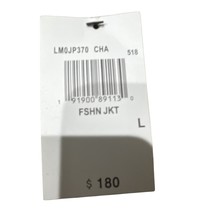 LM0JP370 CHA 518
1 91900 89113 0
FSHN JKT
L
$ 180